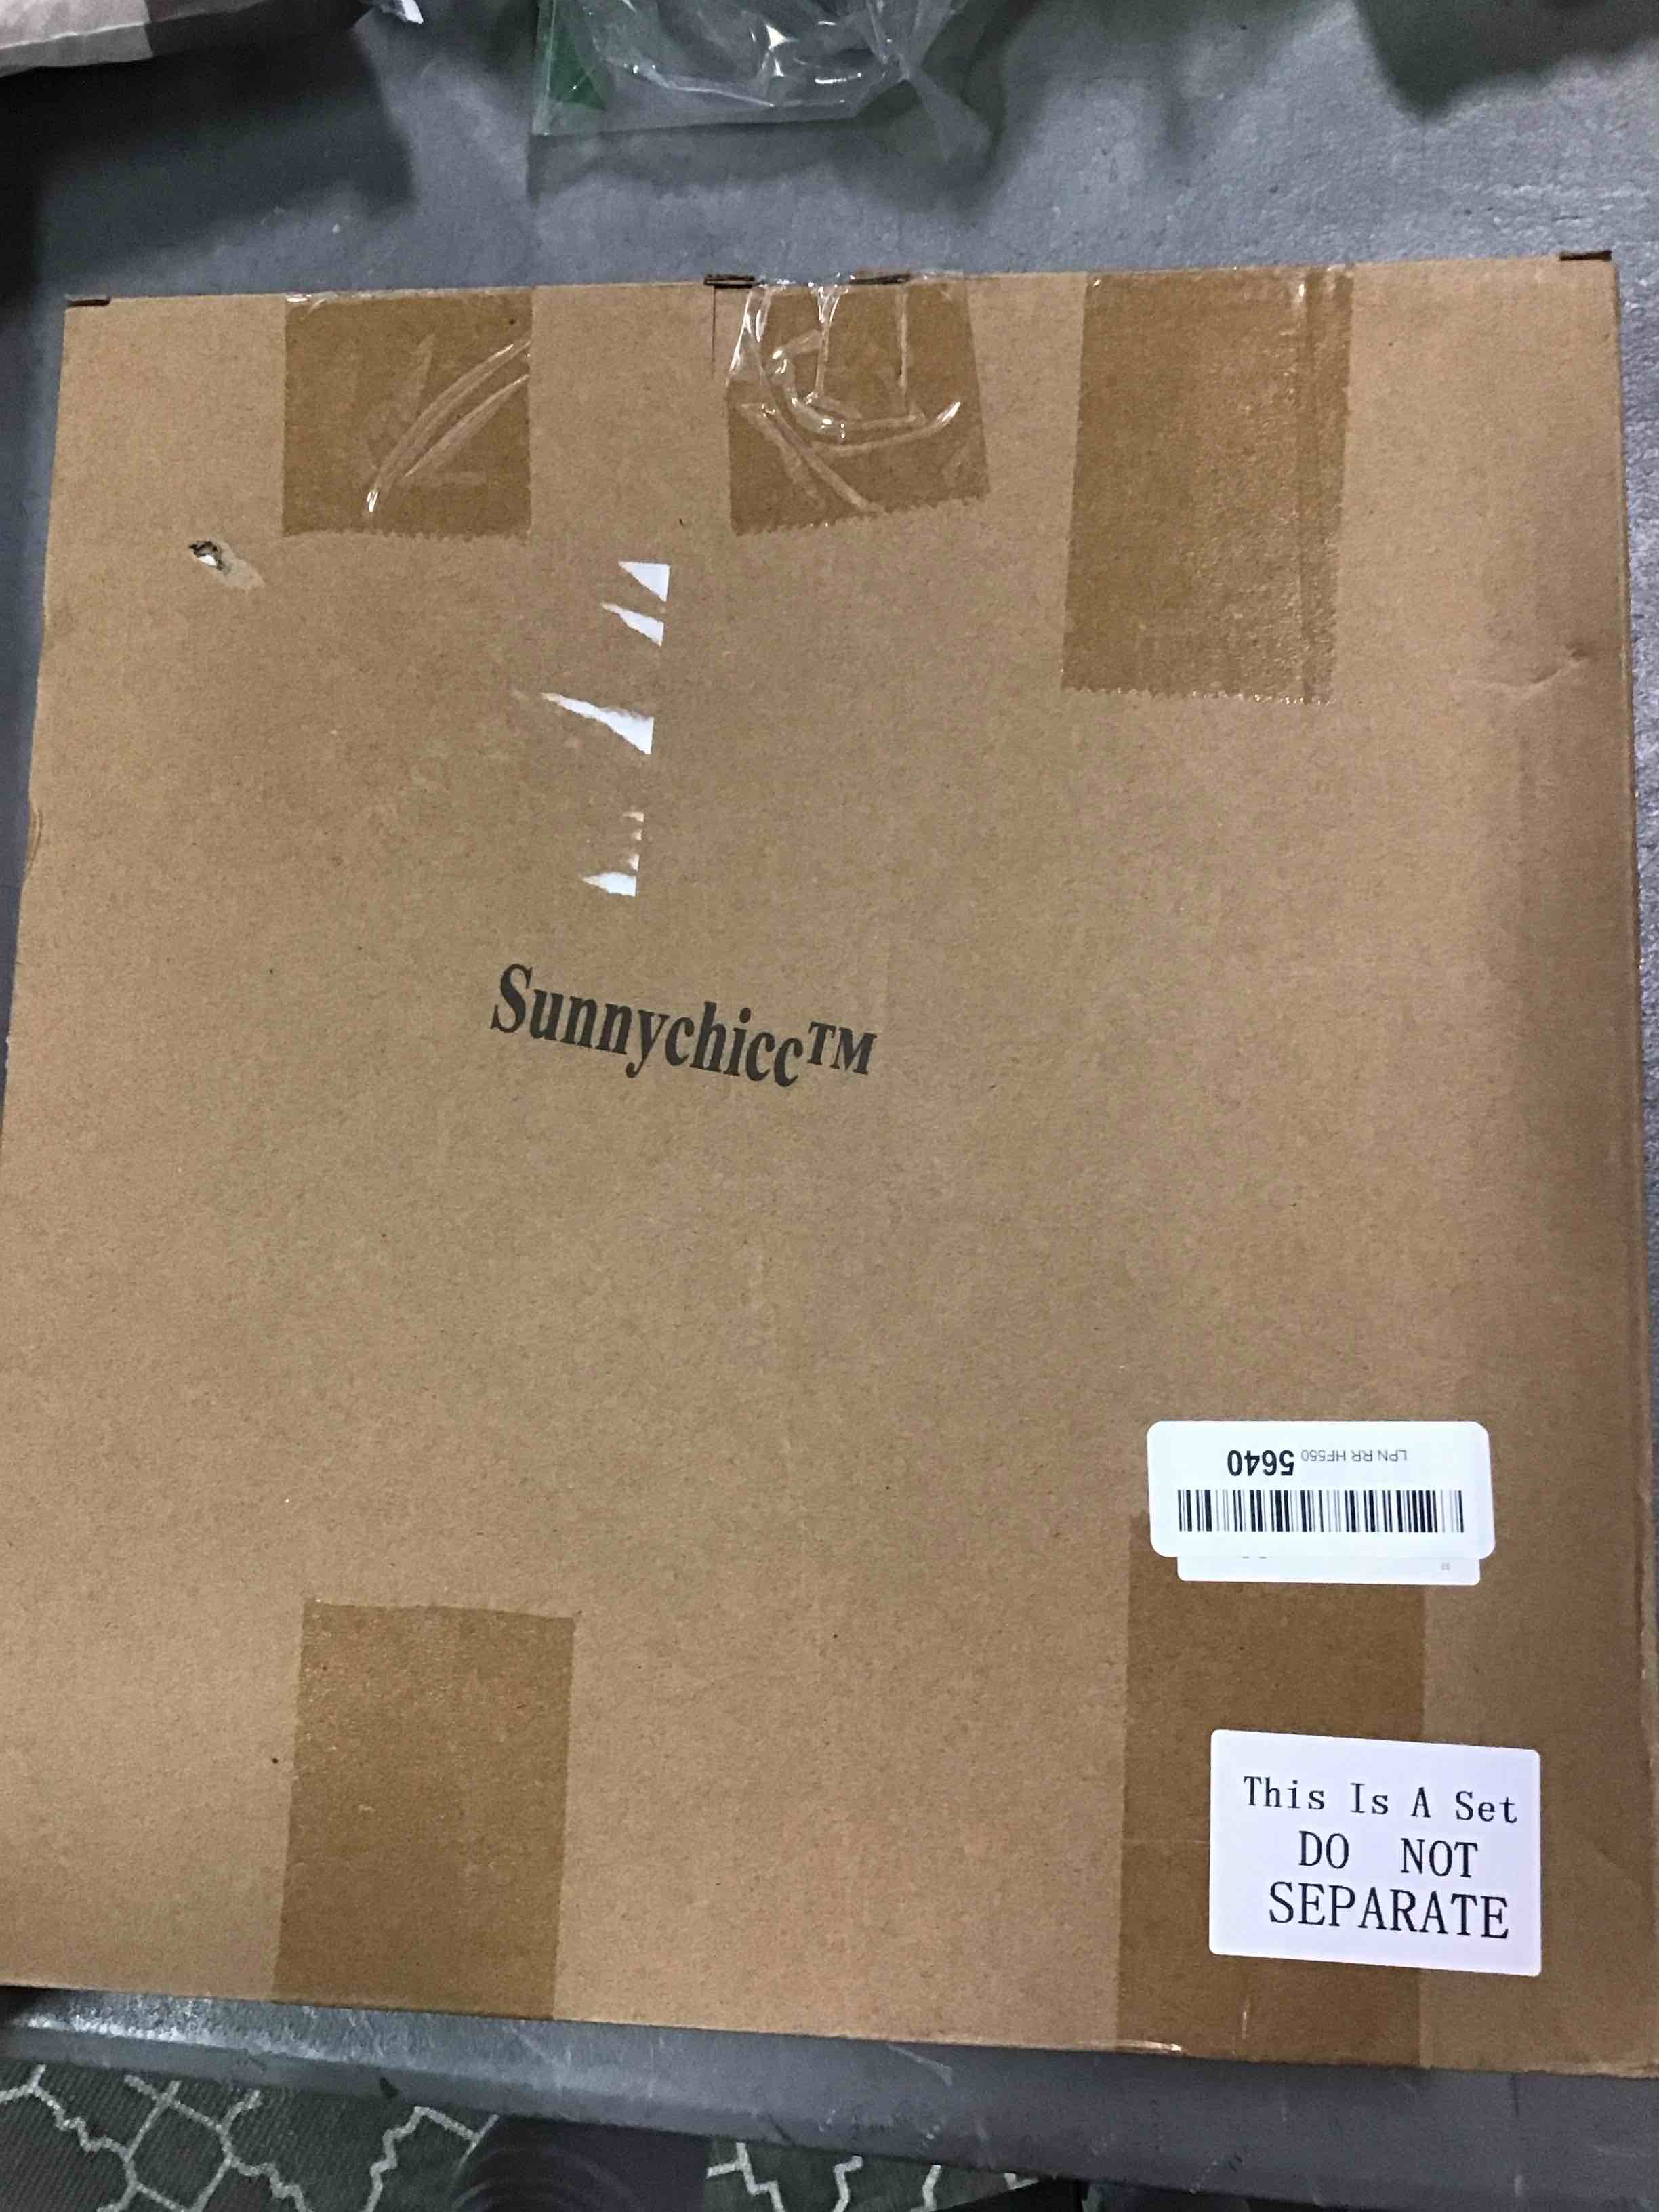 Sunnychicc™
LPN RR HF550 5640
This Is A Set
DO NOT
SEPARATE